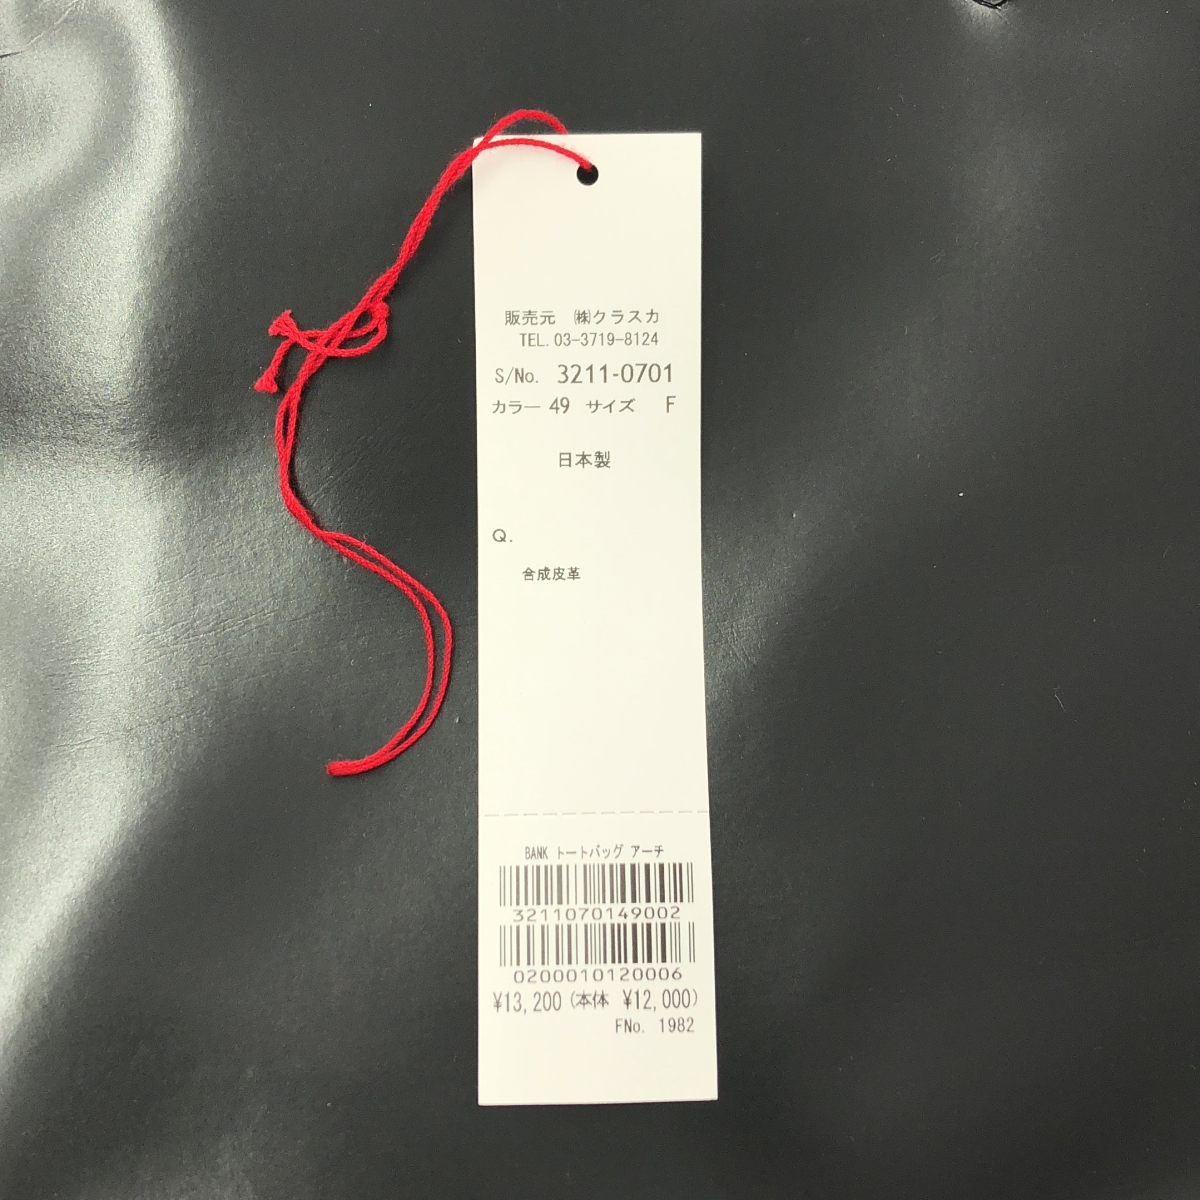 販売元 ㈱クラスカ
TEL.03-3719-8124
S/No. 3211-0701
カラー 49 サイズ F
日本製
Q.
合成皮革
BANK トートバッグ アーチ
3211070149002
0200010120006
¥13,200 (本体 ¥12,000)
FNo. 1982